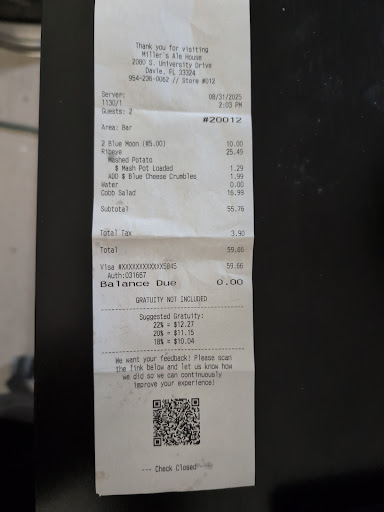 Thank you for visiting
Miller's Ale House
2080 S. University Drive
Davie, FL 33324
954-236-0062 // Store #012
Server: 08/31/2025
1130/1 2:03 PM
Guests: 2
#20012
Area: Bar
2 Blue Moon (@5.00) 10.00
Ribeye 25.49
Mashed Potato
$ Mash Pot Loaded 1.29
ADD $ Blue Cheese Crumbles 1.99
Water 0.00
Cobb Salad 16.99
Subtotal 55.76
Total Tax 3.90
Total 59.66
Visa #XXXXXXXXXXXX5845 59.66
Auth:031667
Balance Due 0.00
GRATUITY NOT INCLUDED
Suggested Gratuity:
22% = $12.27
20% = $11.15
18% = $10.04
We want your feedback! Please scan
the link below and let us know how
we did so we can continuously
improve your experience!
--- Check Closed ---